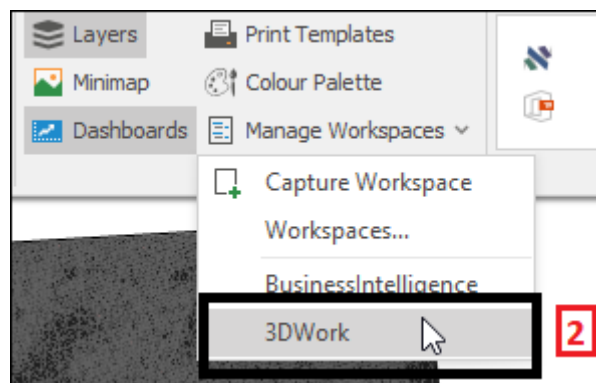 Layers
Print Templates
Minimap
Colour Palette
Dashboards
Manage Workspaces
Capture Workspace
Workspaces...
BusinessIntelligence
3DWork
2